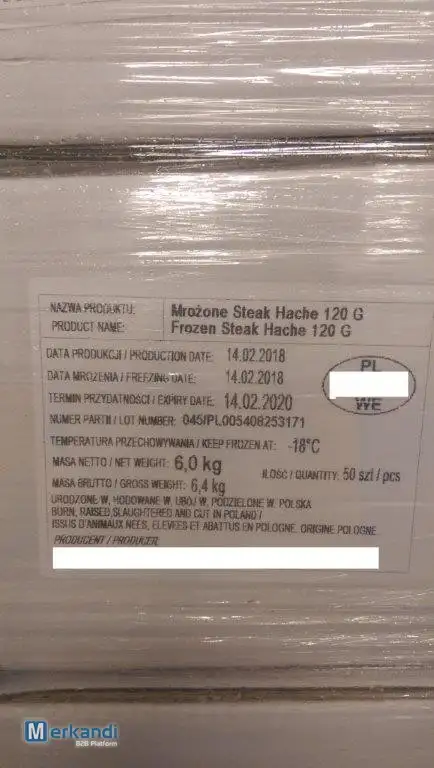 NAZWA PRODUKTU: Mrożone Steak Hache 120 G
PRODUCT NAME: Frozen Steak Hache 120 G
DATA PRODUKCJI / PRODUCTION DATE: 14.02.2018
DATA MROŻENIA / FREEZING DATE: 14.02.2018
TERMIN PRZYDATNOŚCI / EXPIRY DATE: 14.02.2020
PL
WE
NUMER PARTII / LOT NUMBER: 045/PL005408253171
TEMPERATURA PRZECHOWYWANIA / KEEP FROZEN AT: -18°C
MASA NETTO / NET WEIGHT: 6,0 kg
ILOŚĆ / QUANTITY: 50 szt / pcs
MASA BRUTTO / GROSS WEIGHT: 6,4 kg
URODZONE W, HODOWANE W, UBÓJ W, PODZIELONE W, POLSKA
BORN, RAISED, SLAUGHTERED AND CUT IN POLAND /
ISSUS D'ANIMAUX NEES, ELEVEES ET ABATTUS EN POLOGNE. ORIGINE POLOGNE
PRODUCENT / PRODUCER
Merkandi
B2B Platform